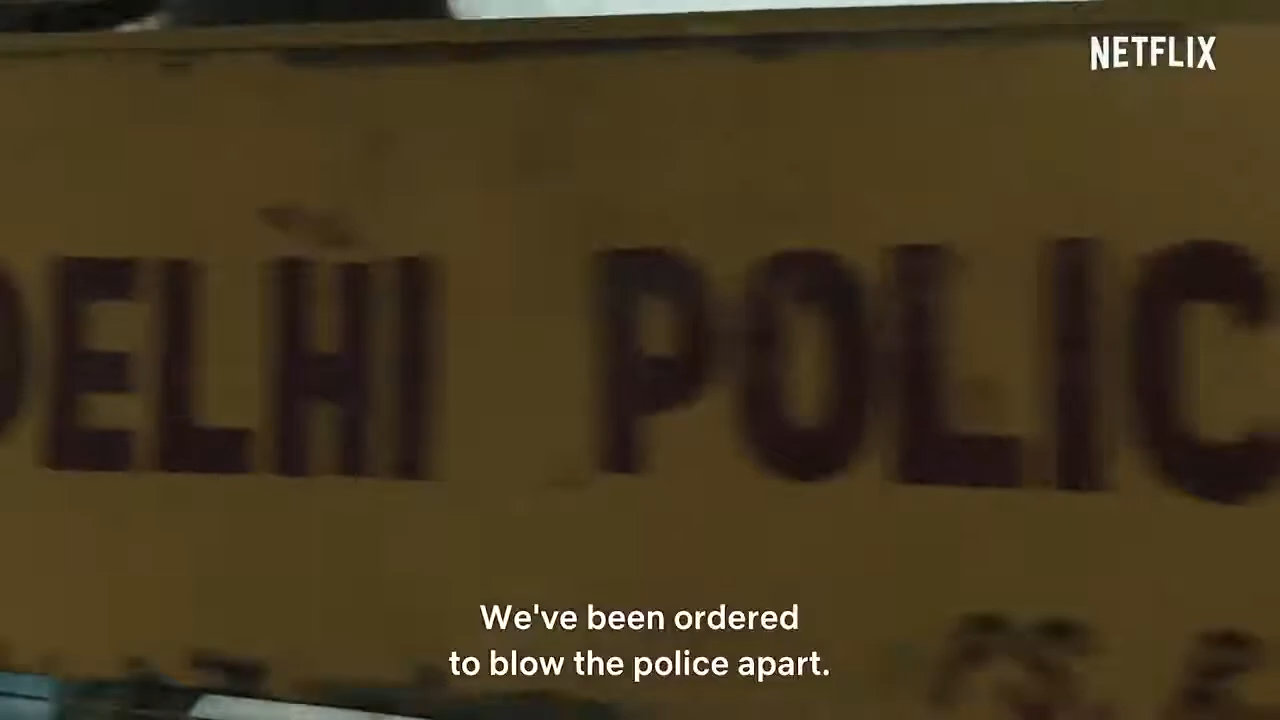 NETFLIX
DELHI POLIC
We've been ordered
to blow the police apart.